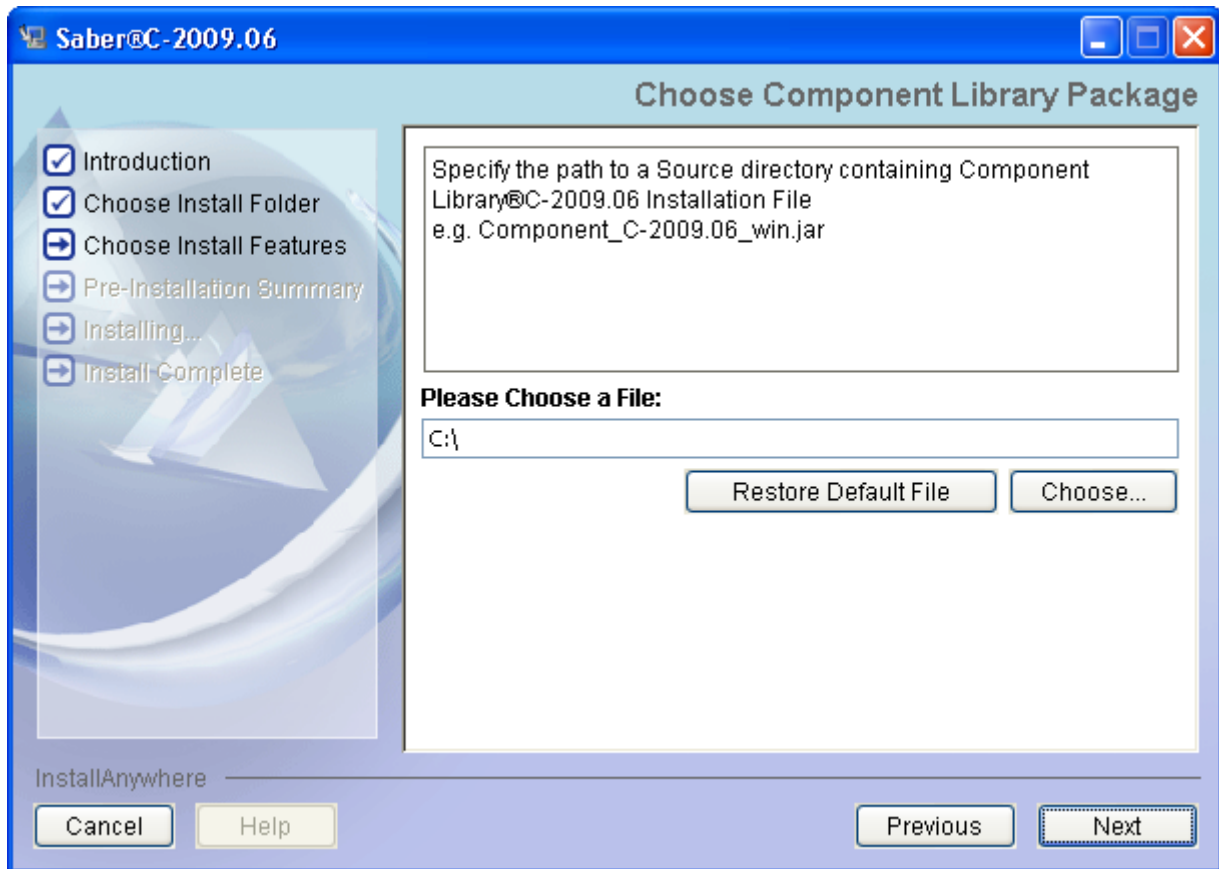 Saber®C-2009.06
Choose Component Library Package
Introduction
Choose Install Folder
Choose Install Features
Pre-Installation Summary
Installing...
Install Complete
Specify the path to a Source directory containing Component
Library®C-2009.06 Installation File
e.g. Component_C-2009.06_win.jar
Please Choose a File:
C:\
Restore Default File
Choose...
InstallAnywhere
Cancel
Help
Previous
Next